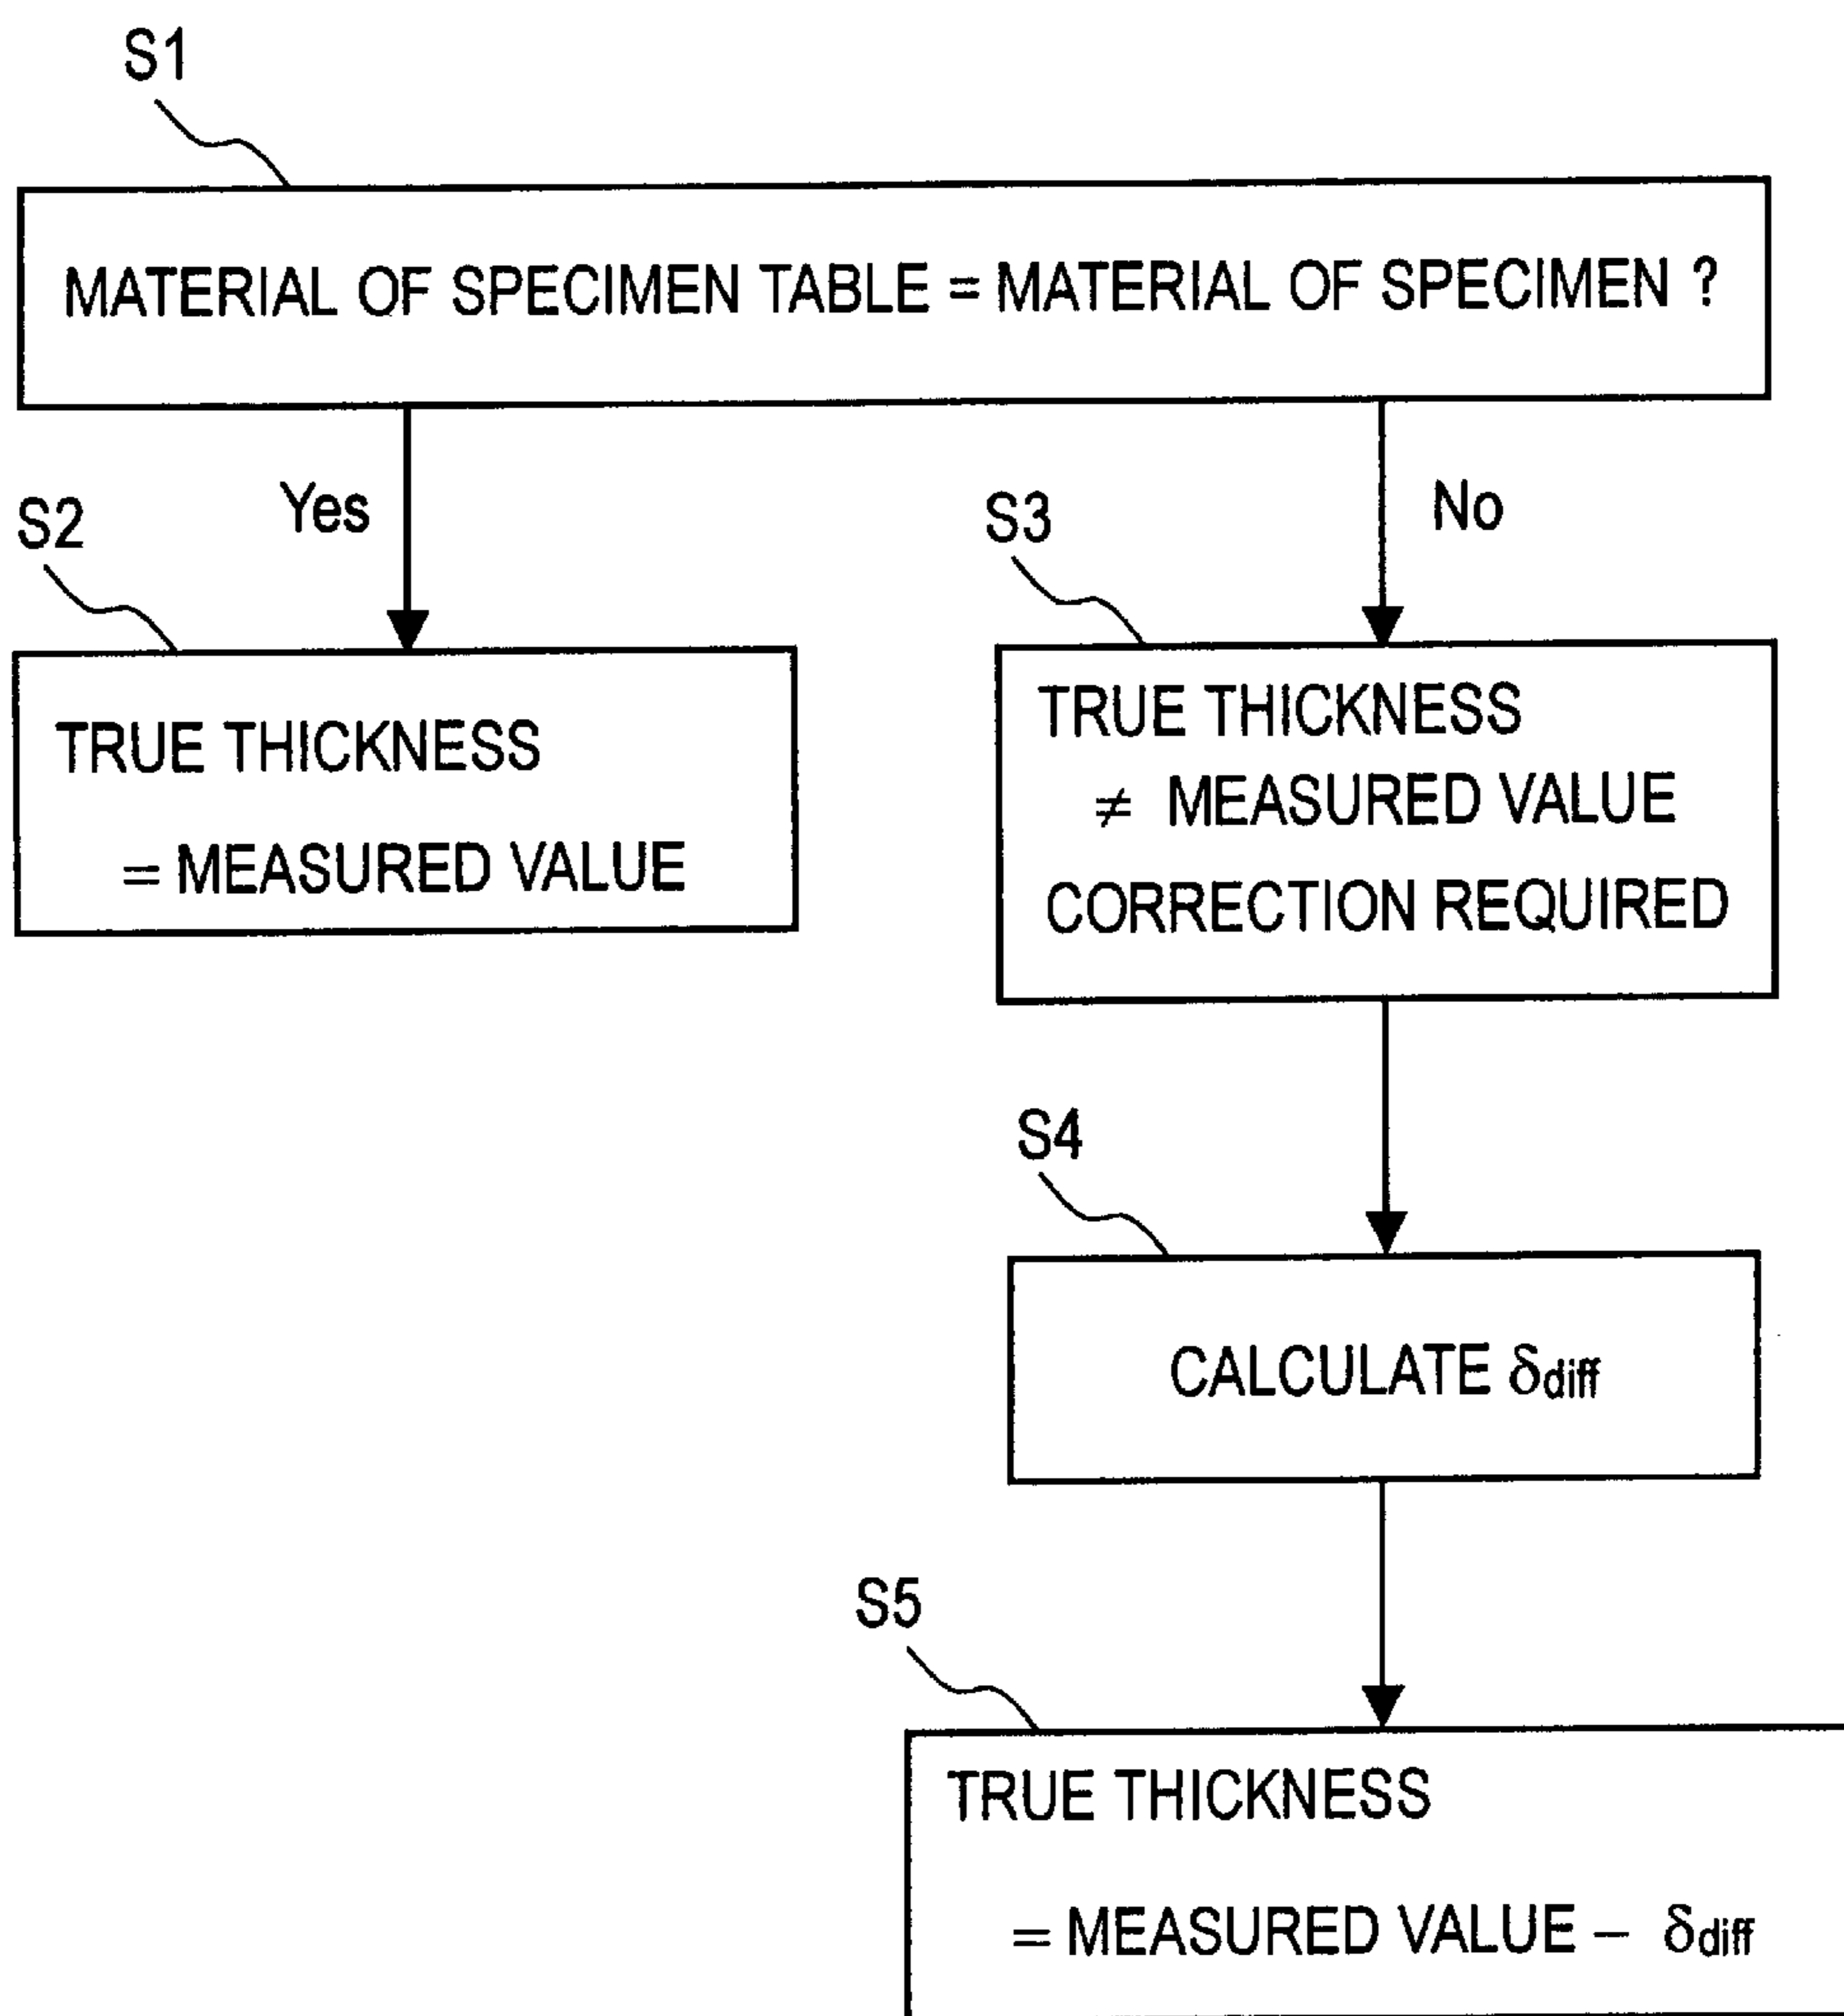 S1
MATERIAL OF SPECIMEN TABLE = MATERIAL OF SPECIMEN ?
Yes
No
S2
TRUE THICKNESS
= MEASURED VALUE
S3
TRUE THICKNESS
≠ MEASURED VALUE
CORRECTION REQUIRED
S4
CALCULATE δdiff
S5
TRUE THICKNESS
= MEASURED VALUE − δdiff